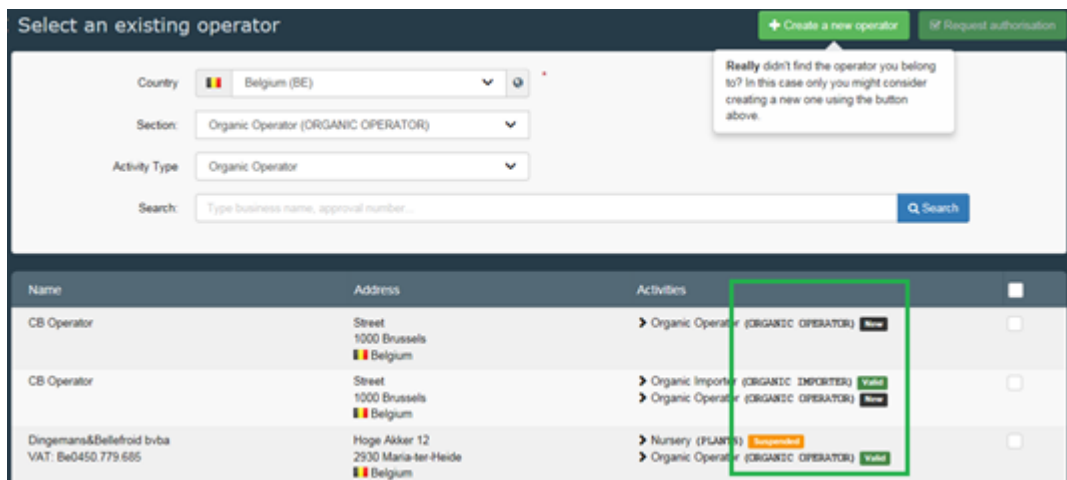 Select an existing operator
Create a new operator
Request authorisation
Really didn't find the operator you belong
to? In this case only you might consider
creating a new one using the button
above.
Country
Belgium (BE)
*
Section:
Organic Operator (ORGANIC OPERATOR)
Activity Type
Organic Operator
Search:
Type business name, approval number...
Search
Name Address Activities
CB Operator
Street
1000 Brussels
Belgium
Organic Operator (ORGANIC OPERATOR) New
CB Operator
Street
1000 Brussels
Belgium
Organic Importer (ORGANIC IMPORTER) Valid
Organic Operator (ORGANIC OPERATOR) New
Dingemans&Bellefroid bvba
VAT: Be0450.779.685
Hoge Akker 12
2930 Maria-ter-Heide
Belgium
Nursery (PLANTS) Suspended
Organic Operator (ORGANIC OPERATOR) Valid